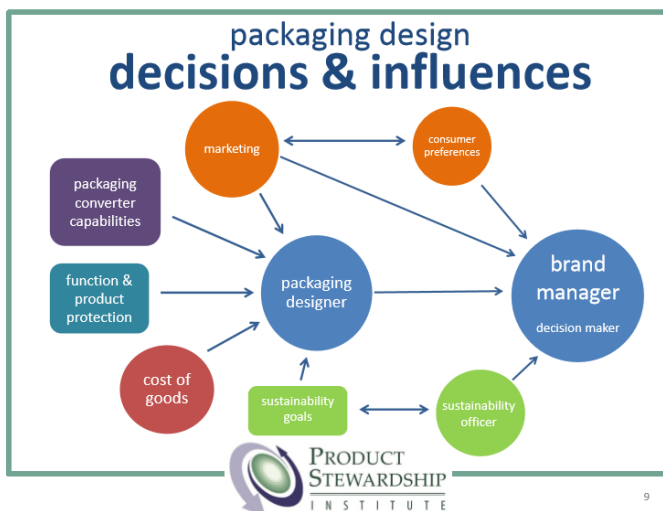 packaging design
decisions & influences
marketing
consumer
preferences
packaging
converter
capabilities
function &
product
protection
packaging
designer
brand
manager
decision maker
cost of
goods
sustainability
goals
sustainability
officer
PRODUCT
STEWARDSHIP
INSTITUTE
9